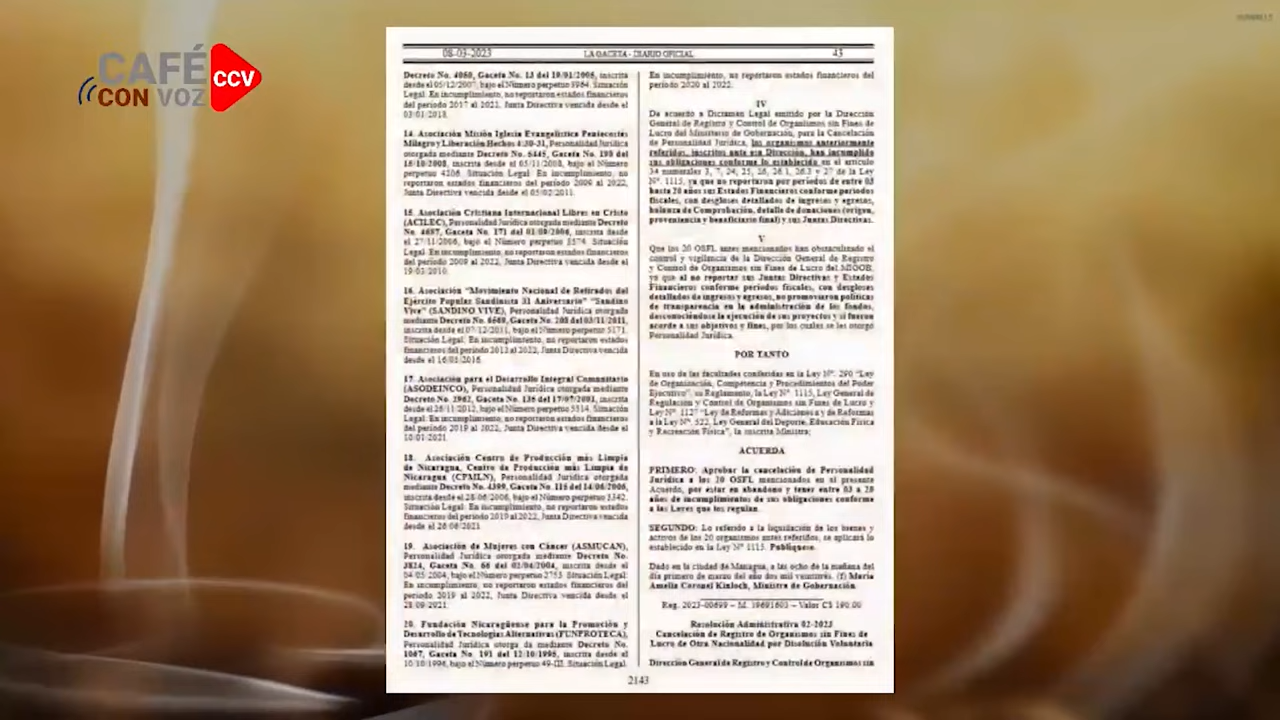 CAFÉ
CON VOZ
CCV
08-03-2023 LA GACETA - DIARIO OFICIAL 43
Decreto No. 4068, Gaceta No. 13 del 19/01/2006, inscrita
desde el 05/12/2007, bajo el Número perpetuo 3964. Situación
Legal: En incumplimiento, no reportaron estados financieros
del período 2017 al 2022, Junta Directiva vencida desde el
03/01/2018.
14. Asociación Misión Iglesia Evangelística Pentecostés
Milagro y Liberación Hechos 4:30-31, Personalidad Jurídica
otorgada mediante Decreto No. 5445, Gaceta No. 198 del
16/10/2008, inscrita desde el 05/11/2008, bajo el Número
perpetuo 4206. Situación Legal: En incumplimiento, no
reportaron estados financieros del período 2009 al 2022,
Junta Directiva vencida desde el 05/02/2011.
15. Asociación Cristiana Internacional Libres en Cristo
(ACILEC), Personalidad Jurídica otorgada mediante Decreto
No. 4687, Gaceta No. 171 del 01/09/2006, inscrita desde
el 27/11/2006, bajo el Número perpetuo 3574. Situación
Legal: En incumplimiento, no reportaron estados financieros
del período 2009 al 2022, Junta Directiva vencida desde el
19/03/2010.
16. Asociación "Movimiento Nacional de Retirados del
Ejército Popular Sandinista 31 Aniversario" "Sandino
Vive" (SANDINO VIVE), Personalidad Jurídica otorgada
mediante Decreto No. 6569, Gaceta No. 208 del 03/11/2011,
inscrita desde el 07/12/2011, bajo el Número perpetuo 5171.
Situación Legal: En incumplimiento, no reportaron estados
financieros del período 2012 al 2022, Junta Directiva vencida
desde el 16/01/2016.
17. Asociación para el Desarrollo Integral Comunitario
(ASODEINCO), Personalidad Jurídica otorgada mediante
Decreto No. 2962, Gaceta No. 136 del 17/07/2001, inscrita
desde el 26/11/2012, bajo el Número perpetuo 5514. Situación
Legal: En incumplimiento, no reportaron estados financieros
del período 2019 al 2022, Junta Directiva vencida desde el
10/01/2021.
18. Asociación Centro de Producción más Limpia
de Nicaragua, Centro de Producción más Limpia de
Nicaragua (CPMLN), Personalidad Jurídica otorgada
mediante Decreto No. 4399, Gaceta No. 115 del 14/06/2006,
inscrita desde el 28/06/2006, bajo el Número perpetuo 3342.
Situación Legal: En incumplimiento, no reportaron estados
financieros del período 2019 al 2022, Junta Directiva vencida
desde el 26/06/2021.
19. Asociación de Mujeres con Cáncer (ASMUCAN),
Personalidad Jurídica otorgada mediante Decreto No.
3824, Gaceta No. 66 del 02/04/2004, inscrita desde el
04/05/2004, bajo el Número perpetuo 2755. Situación Legal:
En incumplimiento, no reportaron estados financieros del
período 2019 al 2022, Junta Directiva vencida desde el
28/09/2021.
20. Fundación Nicaragüense para la Promoción y
Desarrollo de Tecnologías Alternativas (FUNPROTECA),
Personalidad Jurídica otorgada mediante Decreto No.
1067, Gaceta No. 191 del 12/10/1995, inscrita desde el
10/10/1996, bajo el Número perpetuo 49-III. Situación Legal:
En incumplimiento, no reportaron estados financieros del
período 2020 al 2022.
IV
De acuerdo a Dictamen Legal emitido por la Dirección
General de Registro y Control de Organismos sin Fines de
Lucro del Ministerio de Gobernación, para la Cancelación
de Personalidad Jurídica, los organismos anteriormente
referidos, inscritos ante esa Dirección, han incumplido
sus obligaciones conforme lo establecido en el artículo
34 numerales 3, 7, 24, 25, 26, 26.1, 26.3 y 27 de la Ley
Nº. 1115, ya que no reportaron por períodos de entre 03
hasta 20 años sus Estados Financieros conforme períodos
fiscales, con desgloses detallados de ingresos y egresos,
balanza de Comprobación, detalle de donaciones (origen,
proveniencia y beneficiario final) y sus Juntas Directivas.
V
Que los 20 OSFL antes mencionados han obstaculizado el
control y vigilancia de la Dirección General de Registro
y Control de Organismos sin Fines de Lucro del MIGOB,
ya que al no reportar sus Juntas Directivas y Estados
Financieros conforme períodos fiscales, con desgloses
detallados de ingresos y egresos, no promovieron políticas
de transparencia en la administración de los fondos,
desconociéndose la ejecución de sus proyectos y si fueron
acorde a sus objetivos y fines, por los cuales se les otorgó
Personalidad Jurídica.
POR TANTO
En uso de las facultades conferidas en la Ley Nº. 290 "Ley
de Organización, Competencia y Procedimientos del Poder
Ejecutivo", su Reglamento, la Ley Nº. 1115, Ley General de
Regulación y Control de Organismos sin Fines de Lucro y
Ley Nº. 1127 "Ley de Reformas y Adiciones a y de Reformas
a la Ley Nº. 522, Ley General del Deporte, Educación Física
y Recreación Física", la suscrita Ministra;
ACUERDA
PRIMERO: Aprobar la cancelación de Personalidad
Jurídica a los 20 OSFL mencionados en el presente
Acuerdo, por estar en abandono y tener entre 03 a 20
años de incumplimientos de sus obligaciones conforme
a las Leyes que los regulan.
SEGUNDO: Lo referido a la liquidación de los bienes y
activos de los 20 organismos antes referidos, se aplicará lo
establecido en la Ley Nº 1115. Publíquese.
Dado en la ciudad de Managua, a las ocho de la mañana del
día primero de marzo del año dos mil veintitrés. (f) María
Amelia Coronel Kinloch, Ministra de Gobernación.
Reg. 2023-00699 - M. 19691603 - Valor C$ 190.00
Resolución Administrativa 02-2023
Cancelación de Registro de Organismos sin Fines de
Lucro de Otra Nacionalidad por Disolución Voluntaria
Dirección General de Registro y Control de Organismos sin
2143